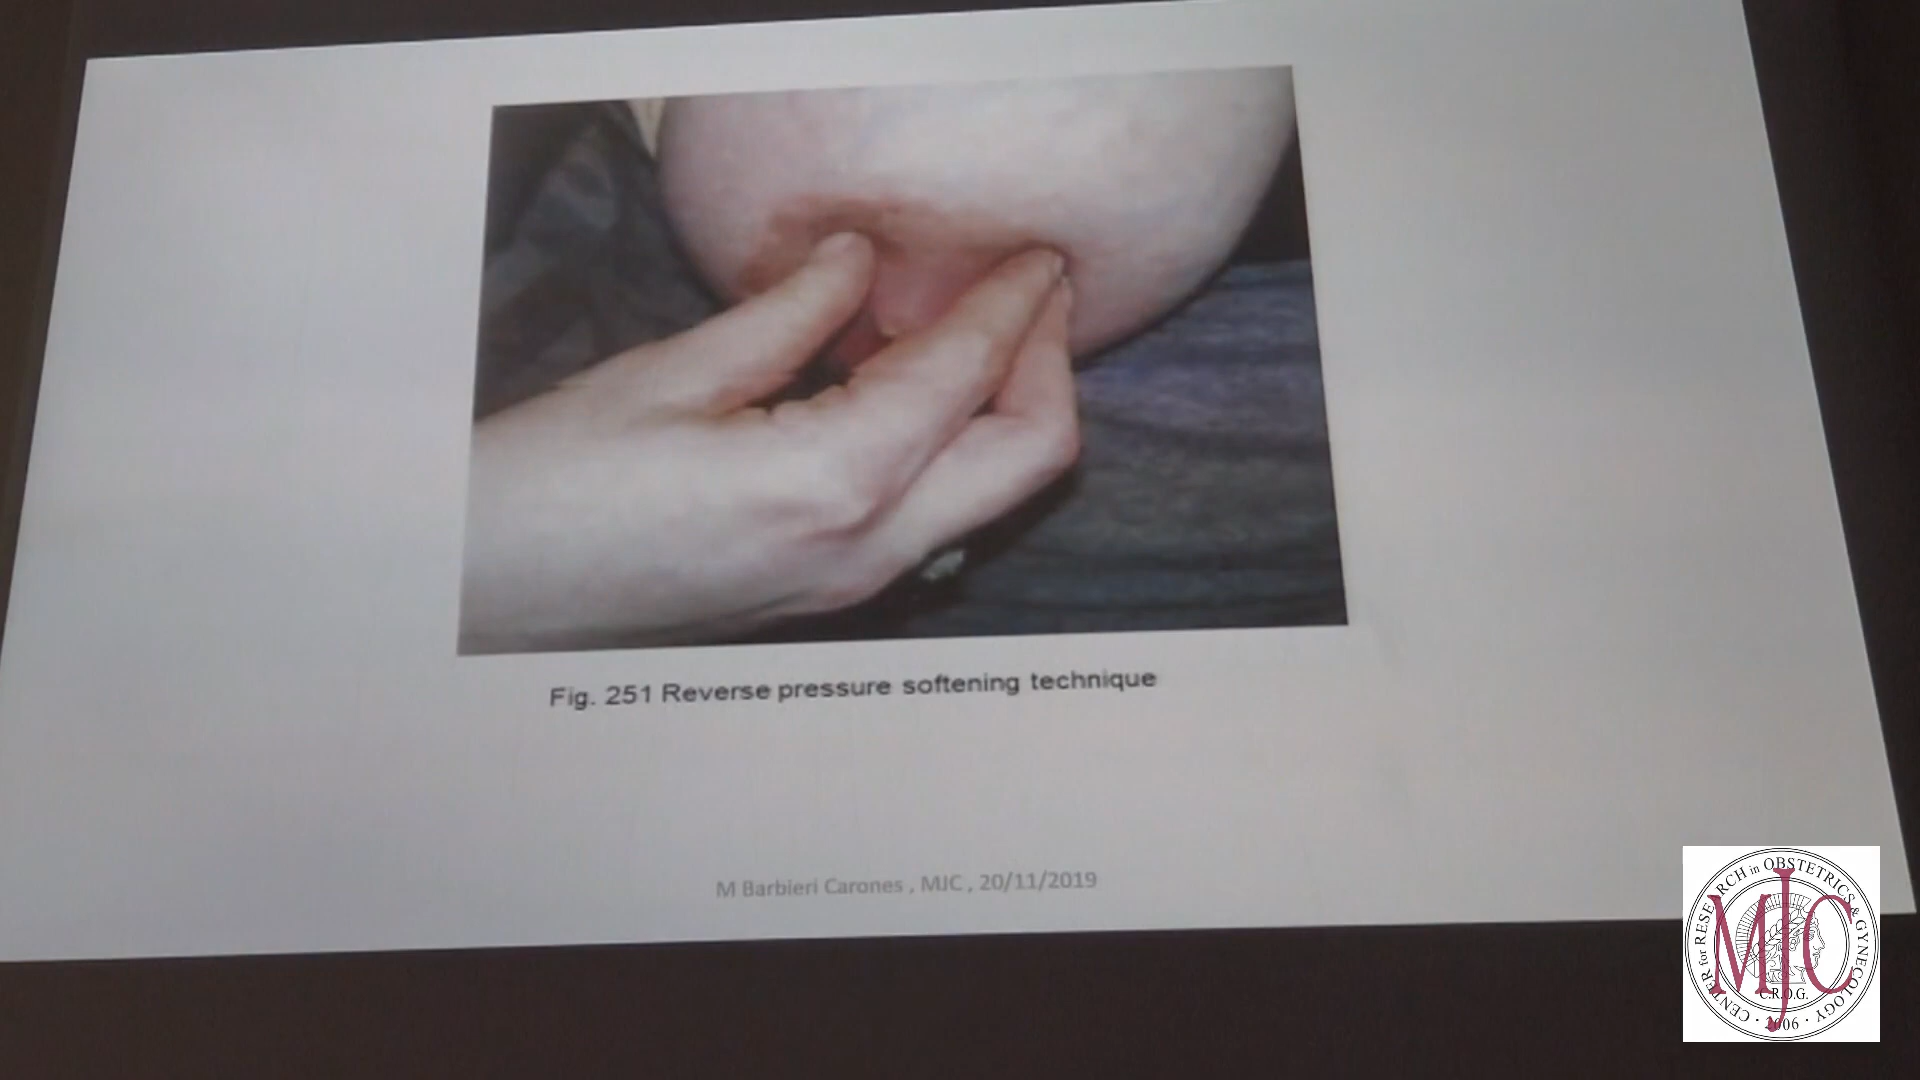 Fig. 251 Reverse pressure softening technique
M Barbieri Carones , MJC , 20/11/2019
CENTER for RESEARCH in OBSTETRICS & GYNECOLOGY
MJC
C.R.O.G.
· 2006 ·